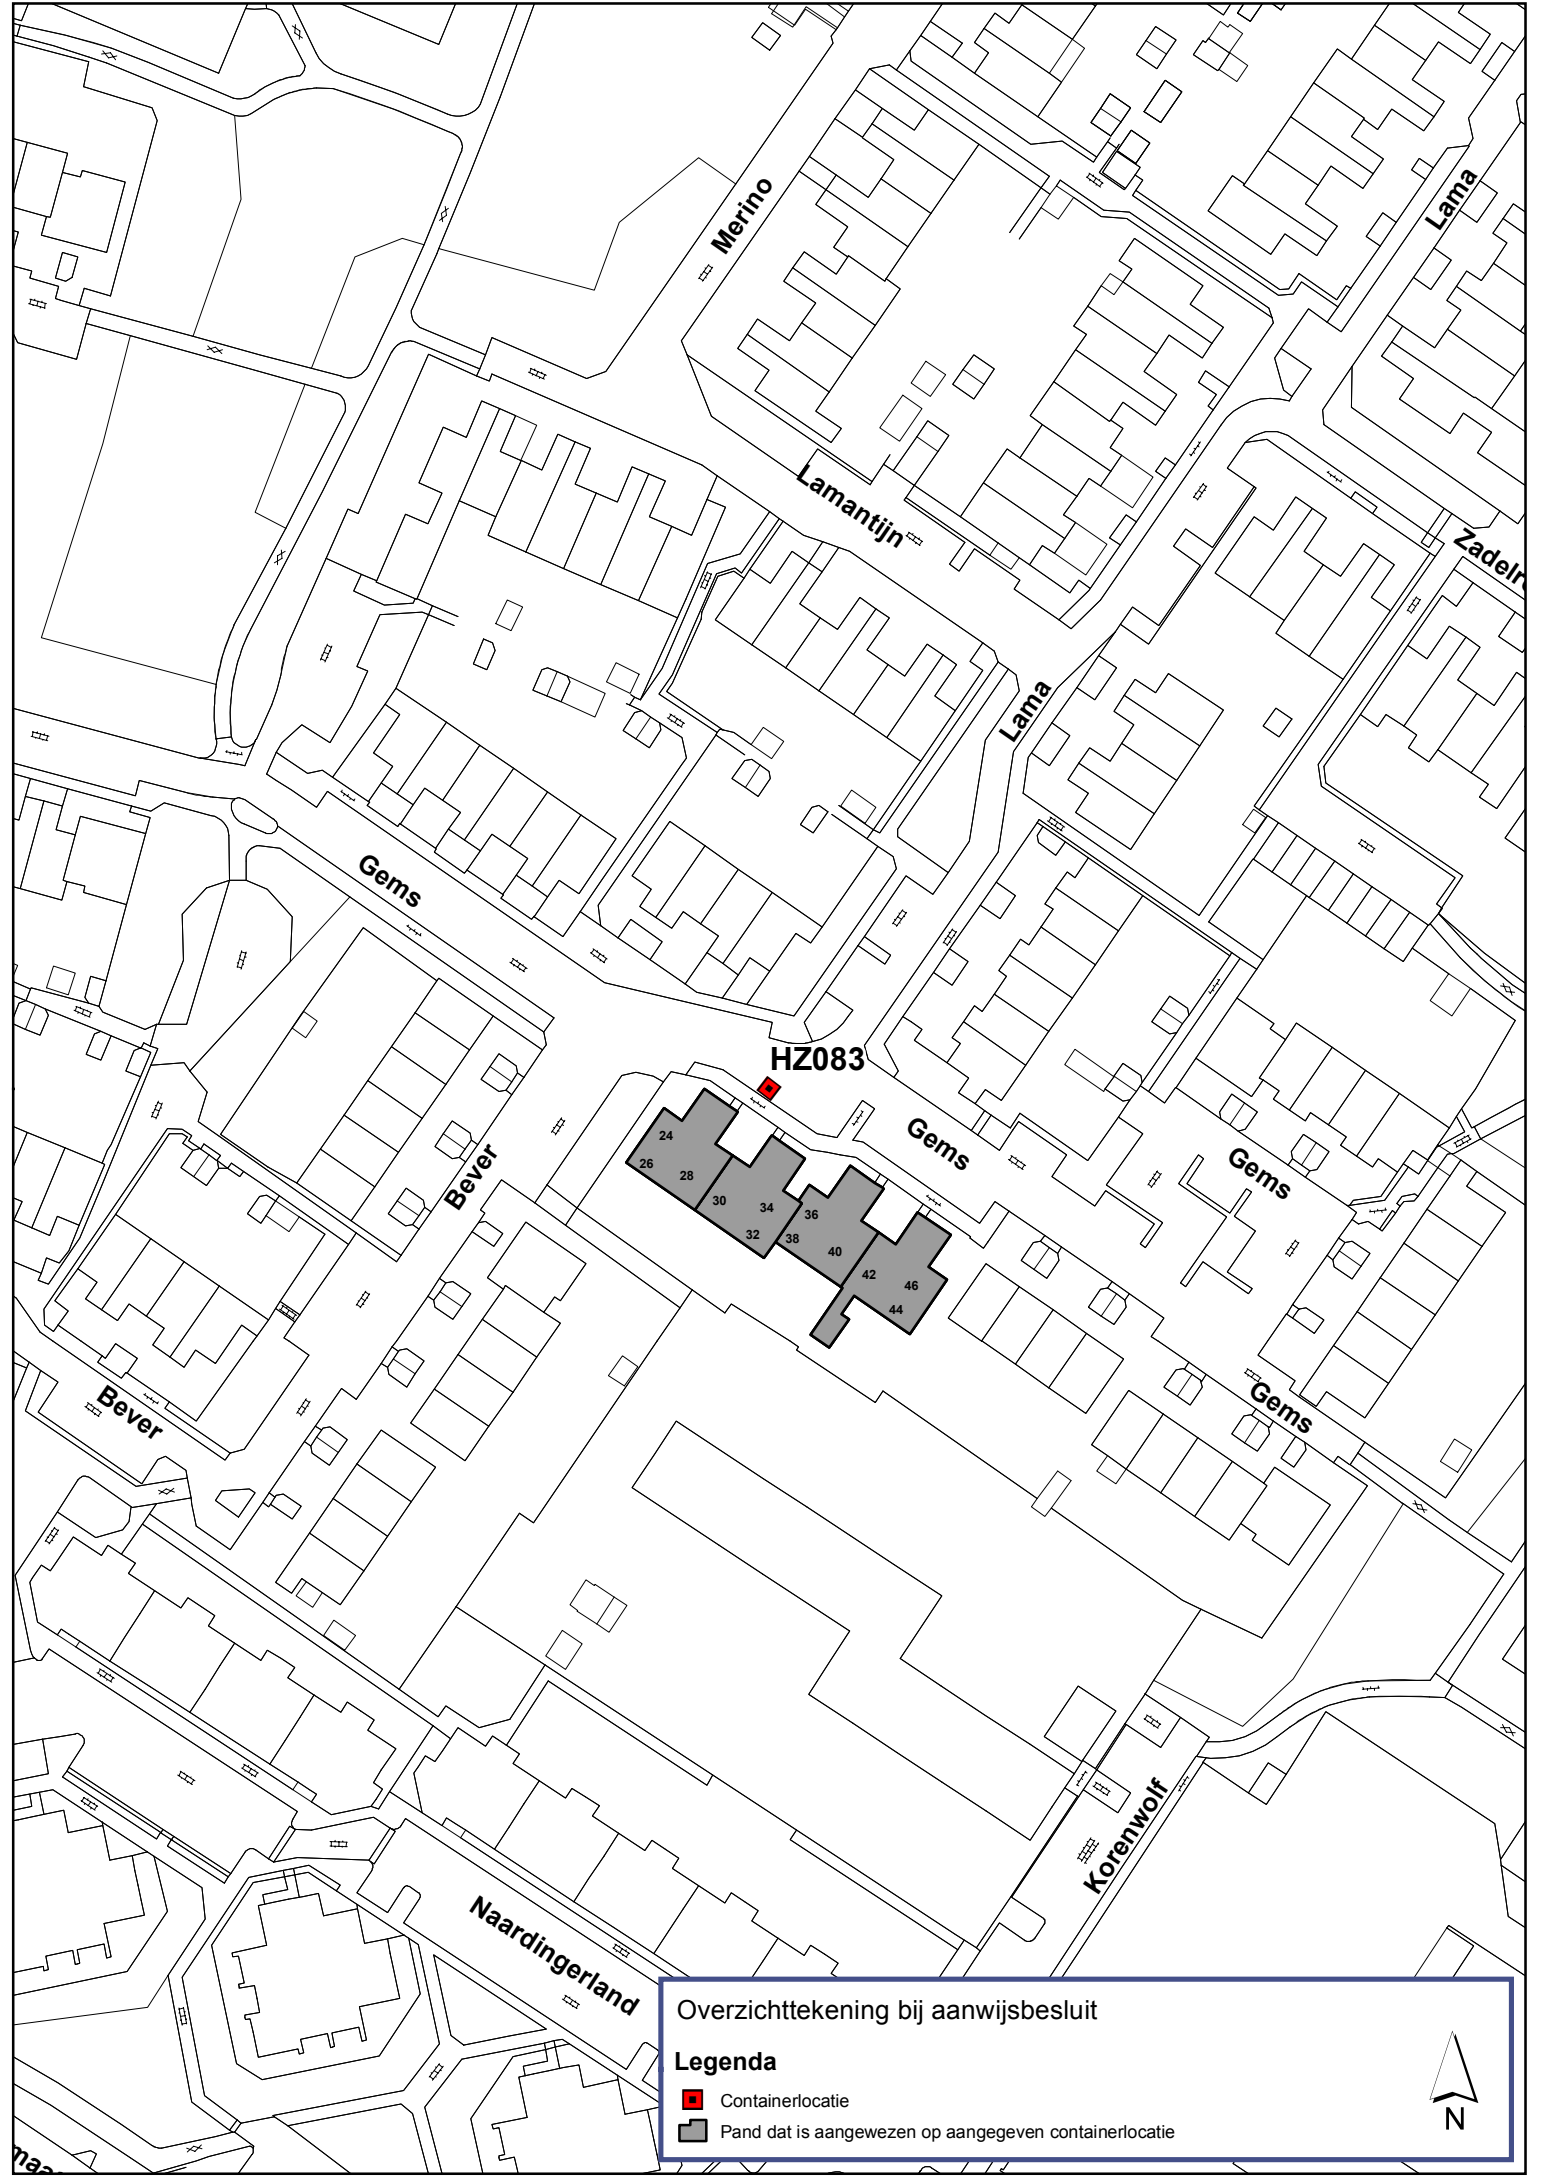 Merino
Lama
Lamantijn
Lama
Gems
HZ083
Gems
Gems
Bever
24
26
28
30
34
32
36
38
40
42
46
44
Bever
Gems
Korenwolf
Naardingerland
Overzichttekening bij aanwijsbesluit
Legenda
Containerlocatie
Pand dat is aangewezen op aangegeven containerlocatie
N